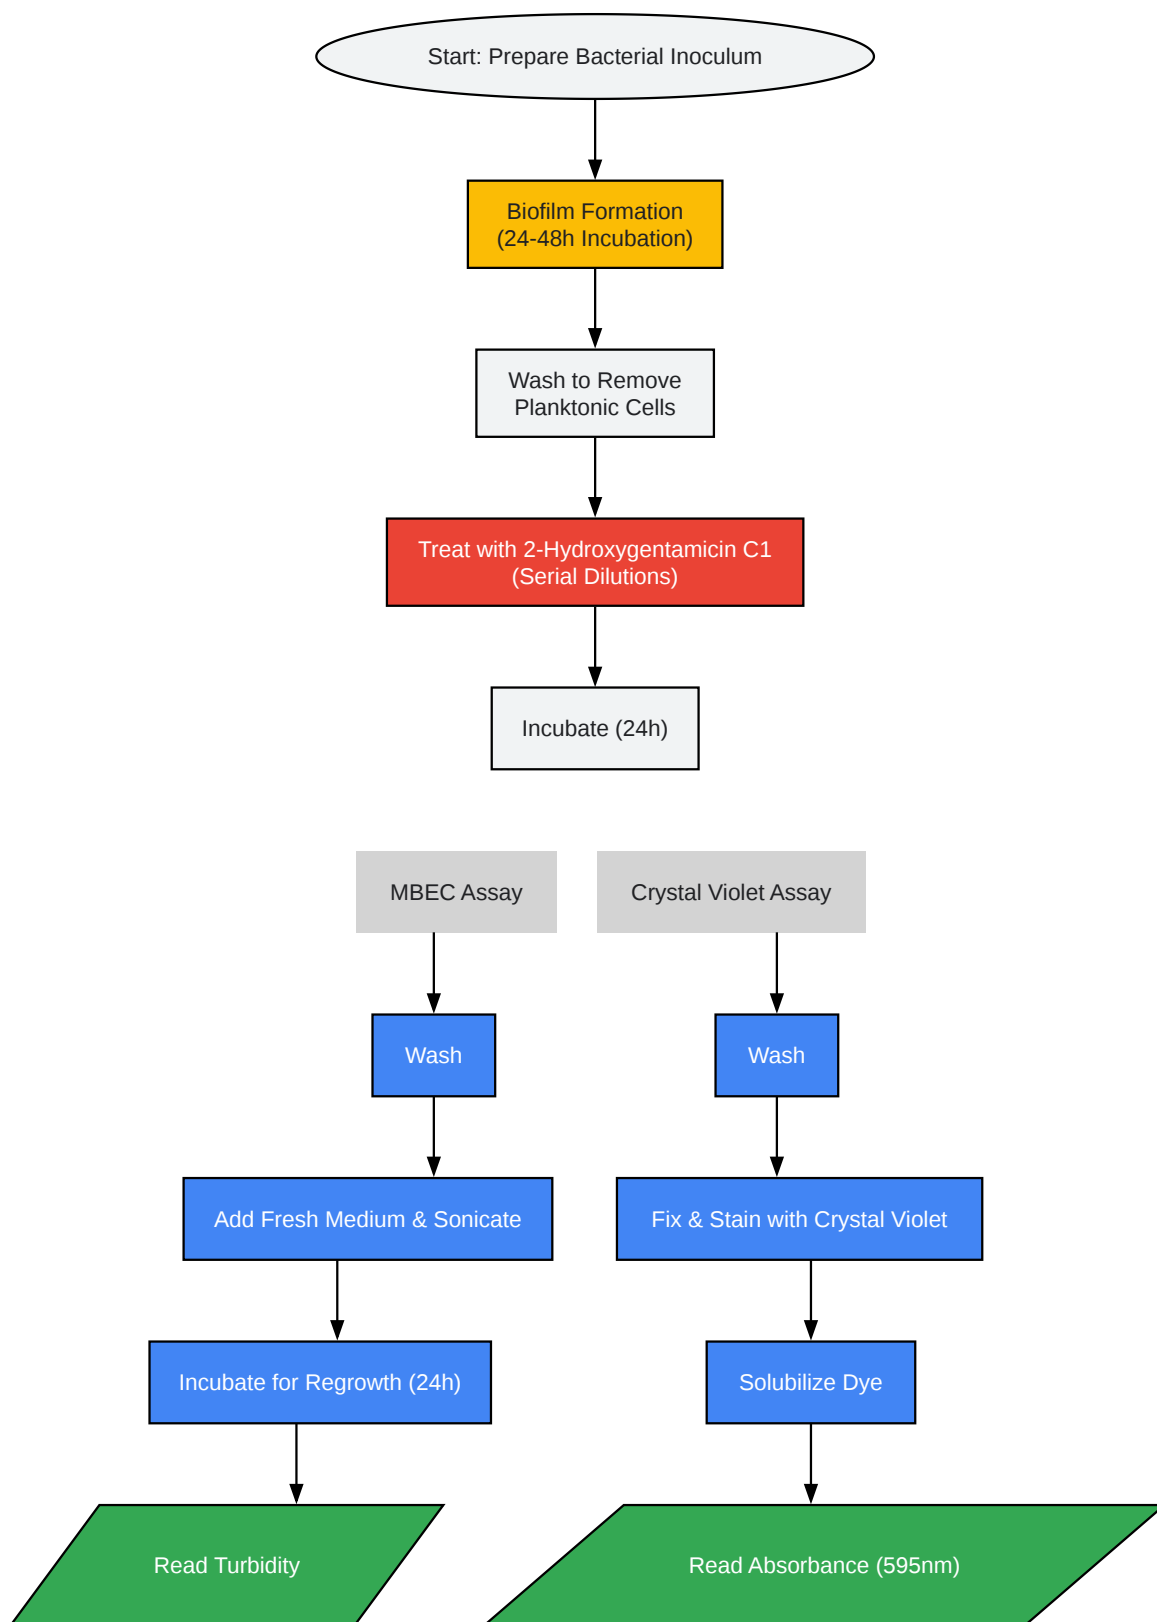 Start: Prepare Bacterial Inoculum
Biofilm Formation
(24-48h Incubation)
Wash to Remove
Planktonic Cells
Treat with 2-Hydroxygentamicin C1
(Serial Dilutions)
Incubate (24h)
MBEC Assay
Wash
Add Fresh Medium & Sonicate
Incubate for Regrowth (24h)
Read Turbidity
Crystal Violet Assay
Wash
Fix & Stain with Crystal Violet
Solubilize Dye
Read Absorbance (595nm)